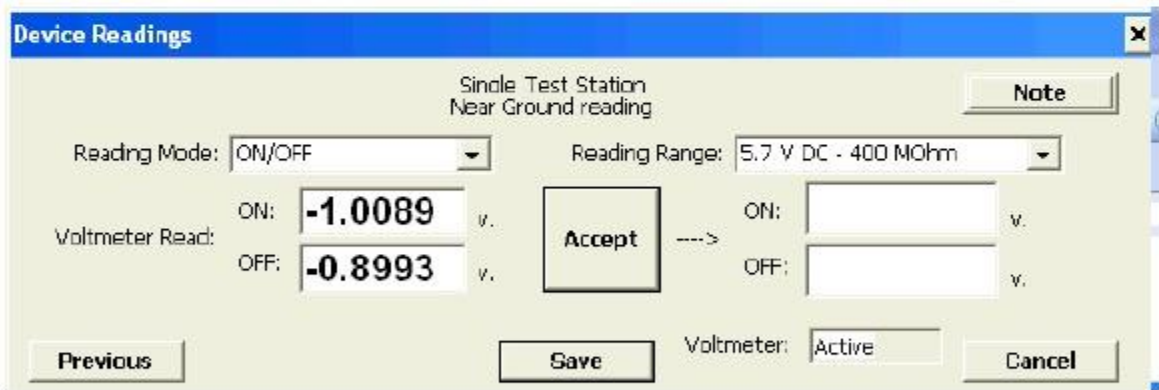 Device Readings
Single Test Station
Near Ground reading
Note
Reading Mode: ON/OFF
Reading Range: 5.7 V DC - 400 MOhm
Voltmeter Read:
ON: -1.0089 v.
OFF: -0.8993 v.
Accept
---->
ON: v.
OFF: v.
Previous
Save
Voltmeter: Active
Cancel